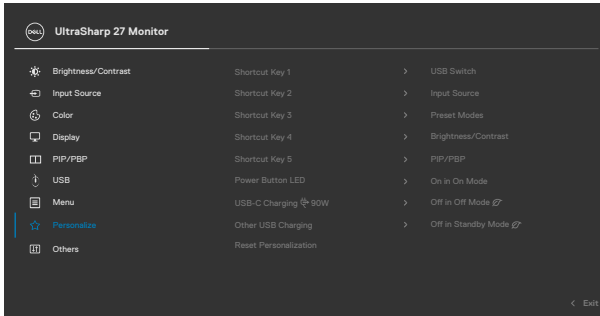 DELL
UltraSharp 27 Monitor
Brightness/Contrast Shortcut Key 1 > USB Switch
Input Source Shortcut Key 2 > Input Source
Color Shortcut Key 3 > Preset Modes
Display Shortcut Key 4 > Brightness/Contrast
PIP/PBP Shortcut Key 5 > PIP/PBP
USB Power Button LED > On in On Mode
Menu USB-C Charging 90W > Off in Off Mode
Personalize Other USB Charging > Off in Standby Mode
Others Reset Personalization
< Exit